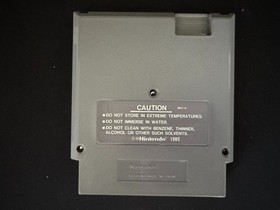 CAUTION
●DO NOT STORE IN EXTREME TEMPERATURES.
●DO NOT IMMERSE IN WATER.
●DO NOT CLEAN WITH BENZENE, THINNER,
ALCOHOL OR OTHER SUCH SOLVENTS.
©Nintendo 1985